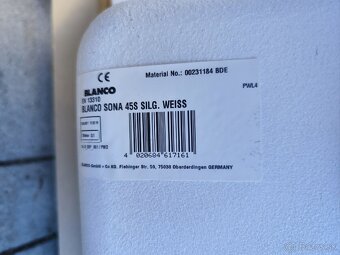 Material No.: 00231184 BDE
PWL4
BLANCO
EN 13310
BLANCO SONA 45S SILG. WEISS
4 020684 617161
BLANCO GmbH + Co KG. Flehinger Str. 59, 75038 Oberderdingen GERMANY